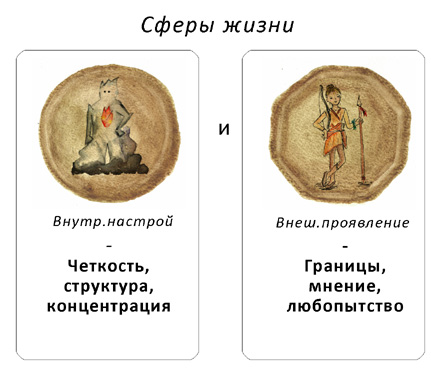 Сферы жизни
и
Внутр.настрой
-
Четкость,
структура,
концентрация
Внеш.проявление
-
Границы,
мнение,
любопытство